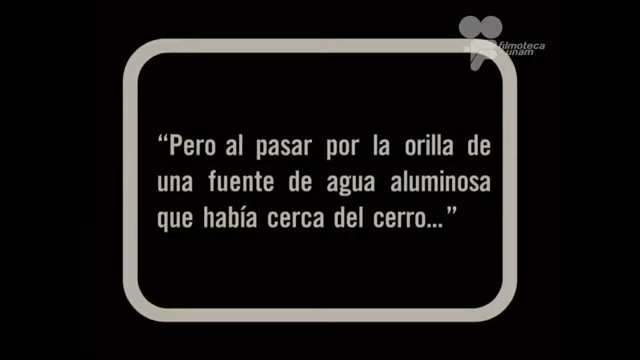 filmoteca
unam
“Pero al pasar por la orilla de
una fuente de agua aluminosa
que había cerca del cerro...”